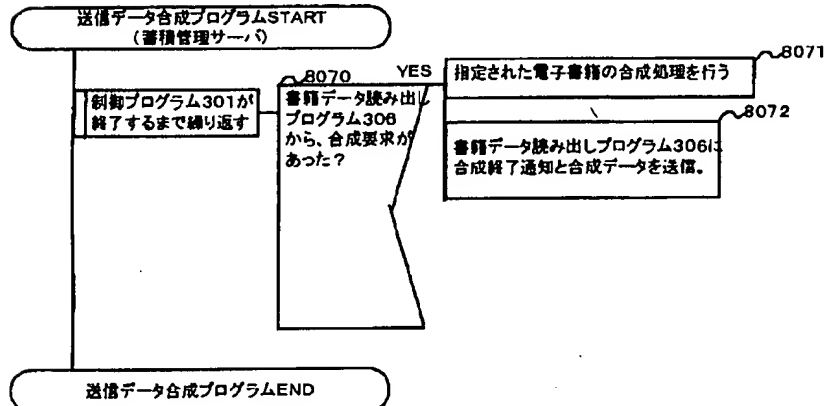 送信データ合成プログラムSTART
(蓄積管理サーバ)
制御プログラム301が
終了するまで繰り返す
8070
書籍データ読み出し
プログラム306
から、合成要求が
あった?
YES
8071
指定された電子書籍の合成処理を行う
8072
書籍データ読み出しプログラム306に
合成終了通知と合成データを送信。
送信データ合成プログラムEND